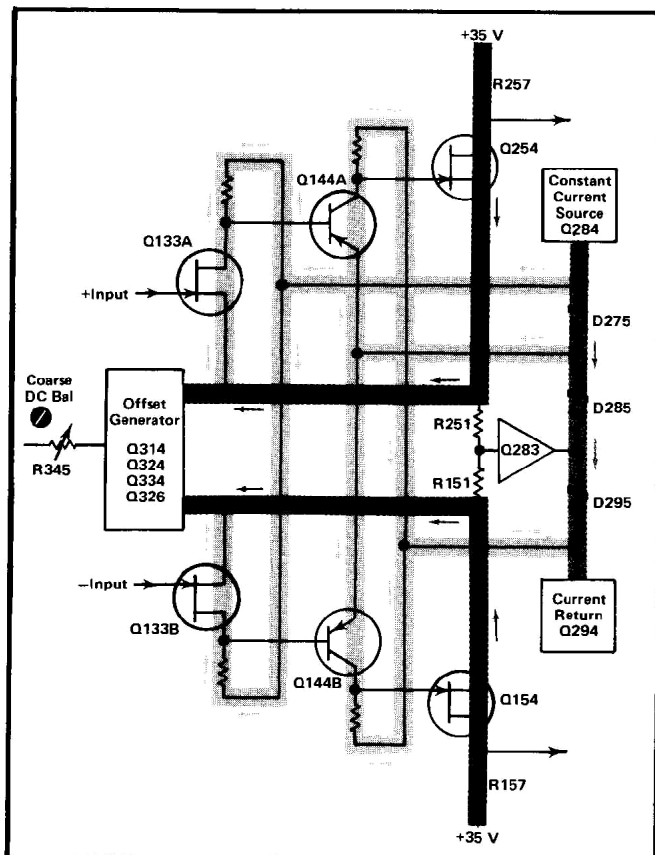 +35 V
R257
Q254
Q144A
Constant
Current
Source
Q284
Q133A
+Input
D275
Coarse
DC Bal
Offset
Generator
Q314
Q324
Q334
Q326
R345
R251
Q283
D285
R151
D295
−Input
Q133B
Current
Return
Q294
Q144B
Q154
R157
+35 V